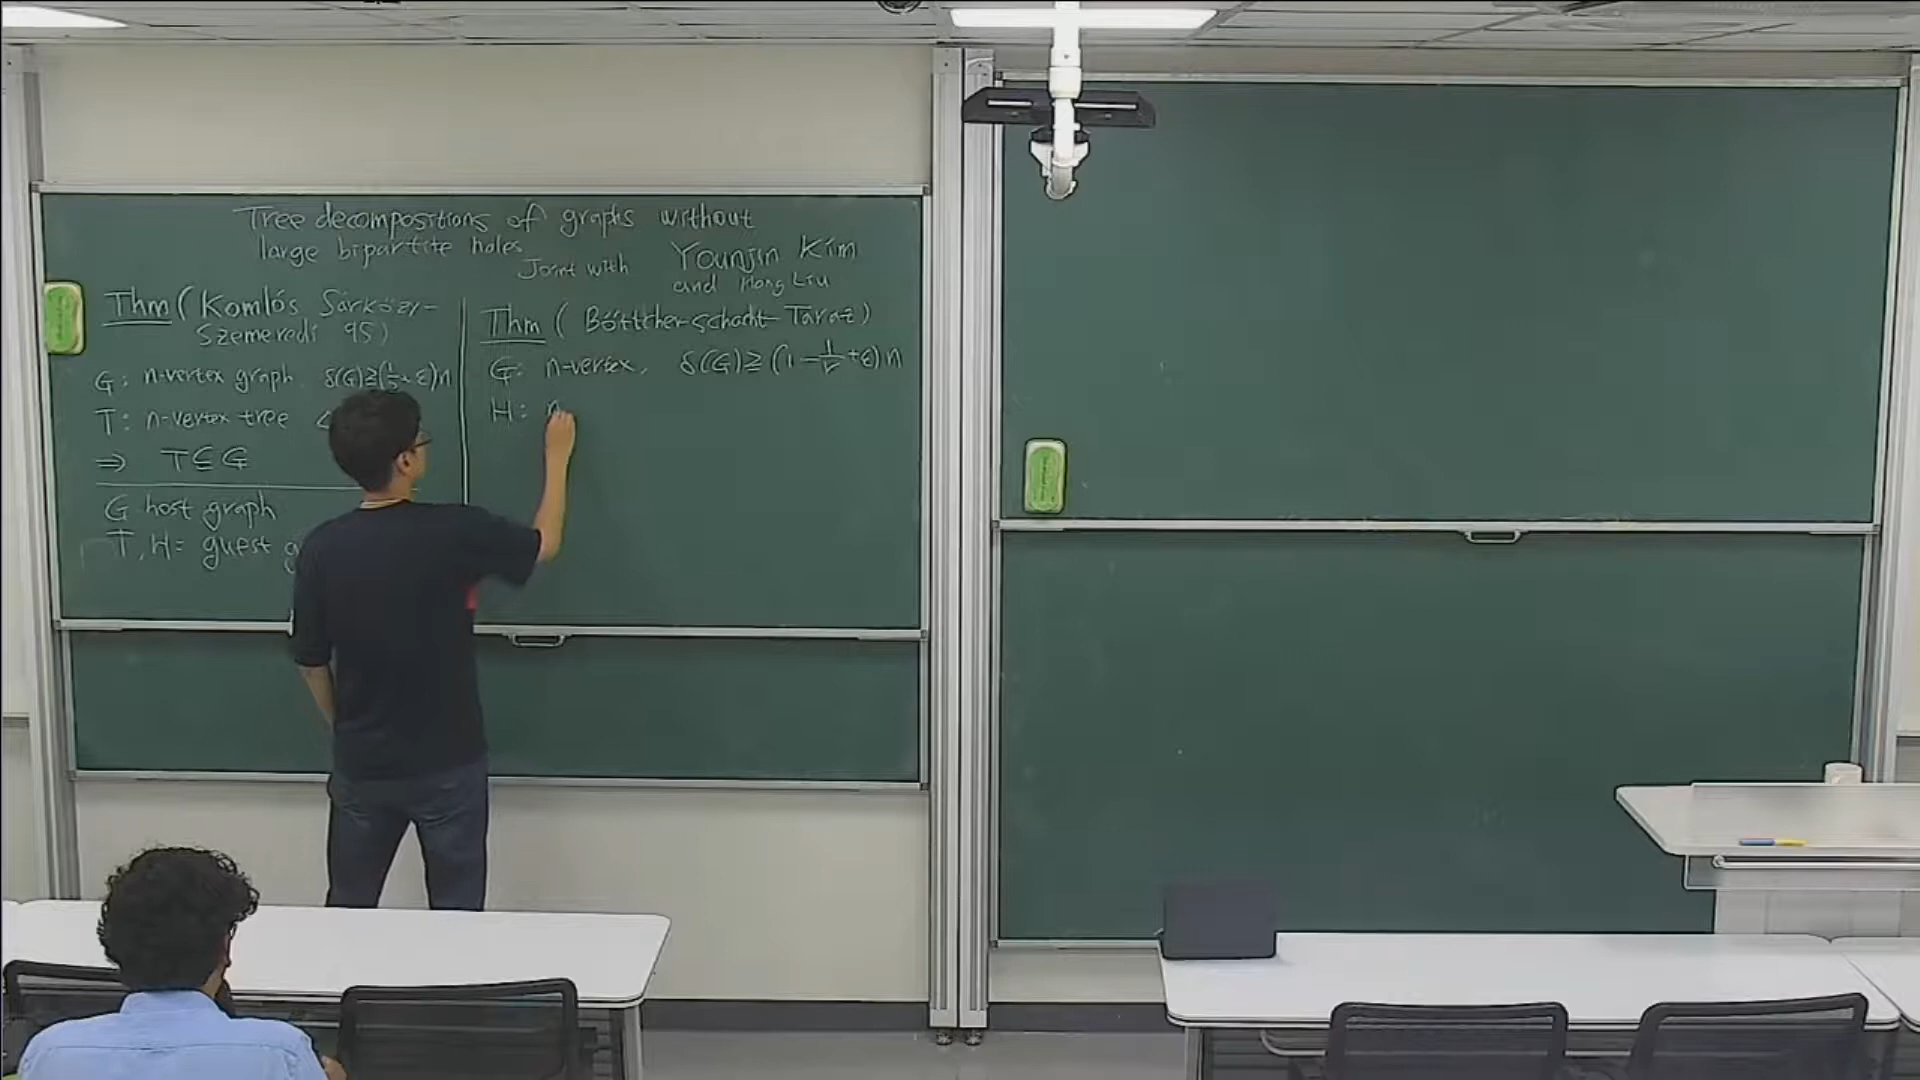 Tree decompositions of graphs without
large bipartite holes
Joint with Younjin Kim
and Hong Liu
Thm (Komlós Sárközy-
Szemeredi 95)
G: n-vertex graph. δ(G)≥(1/2+ε)n
T: n-vertex tree
⇒ T⊆G
G host graph
T, H= guest g
Thm (Böttcher-Schacht-Taraz)
G: n-vertex, δ(G)≥(1-1/r+ε)n
H: n